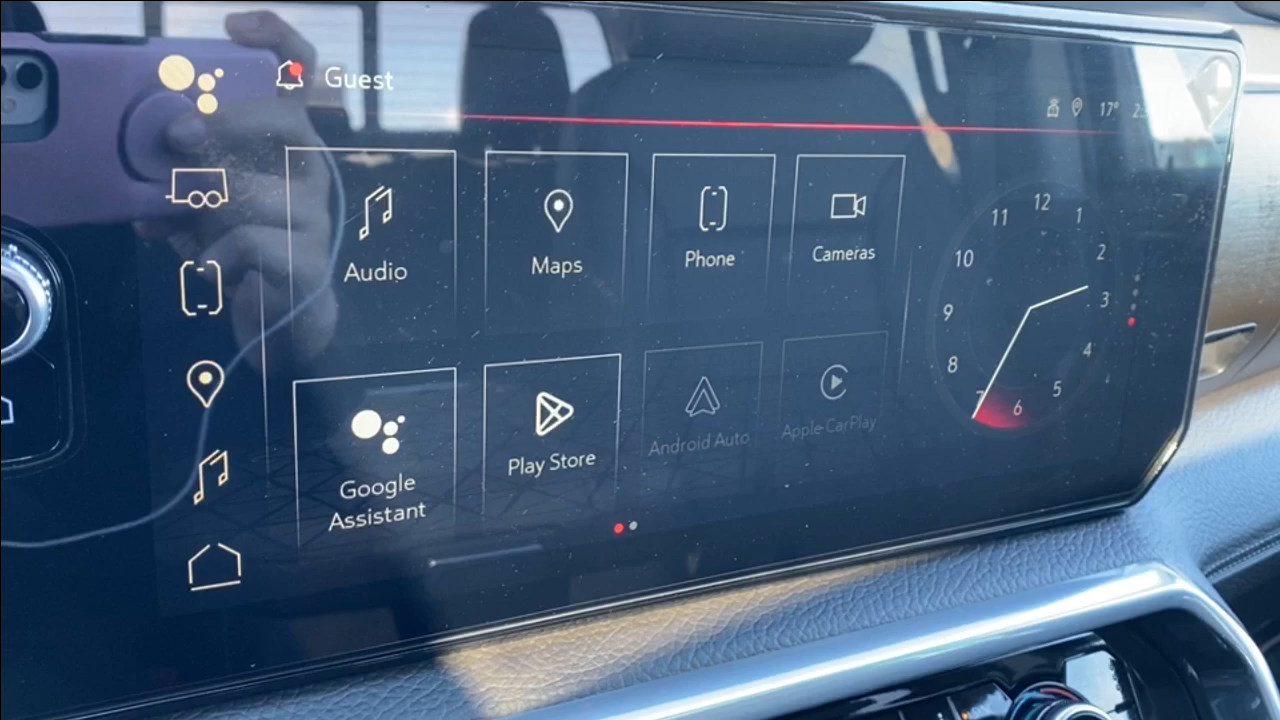 Guest
17°
Audio
Maps
Phone
Cameras
Google
Assistant
Play Store
Android Auto
Apple CarPlay
12
1
2
3
4
5
6
7
8
9
10
11